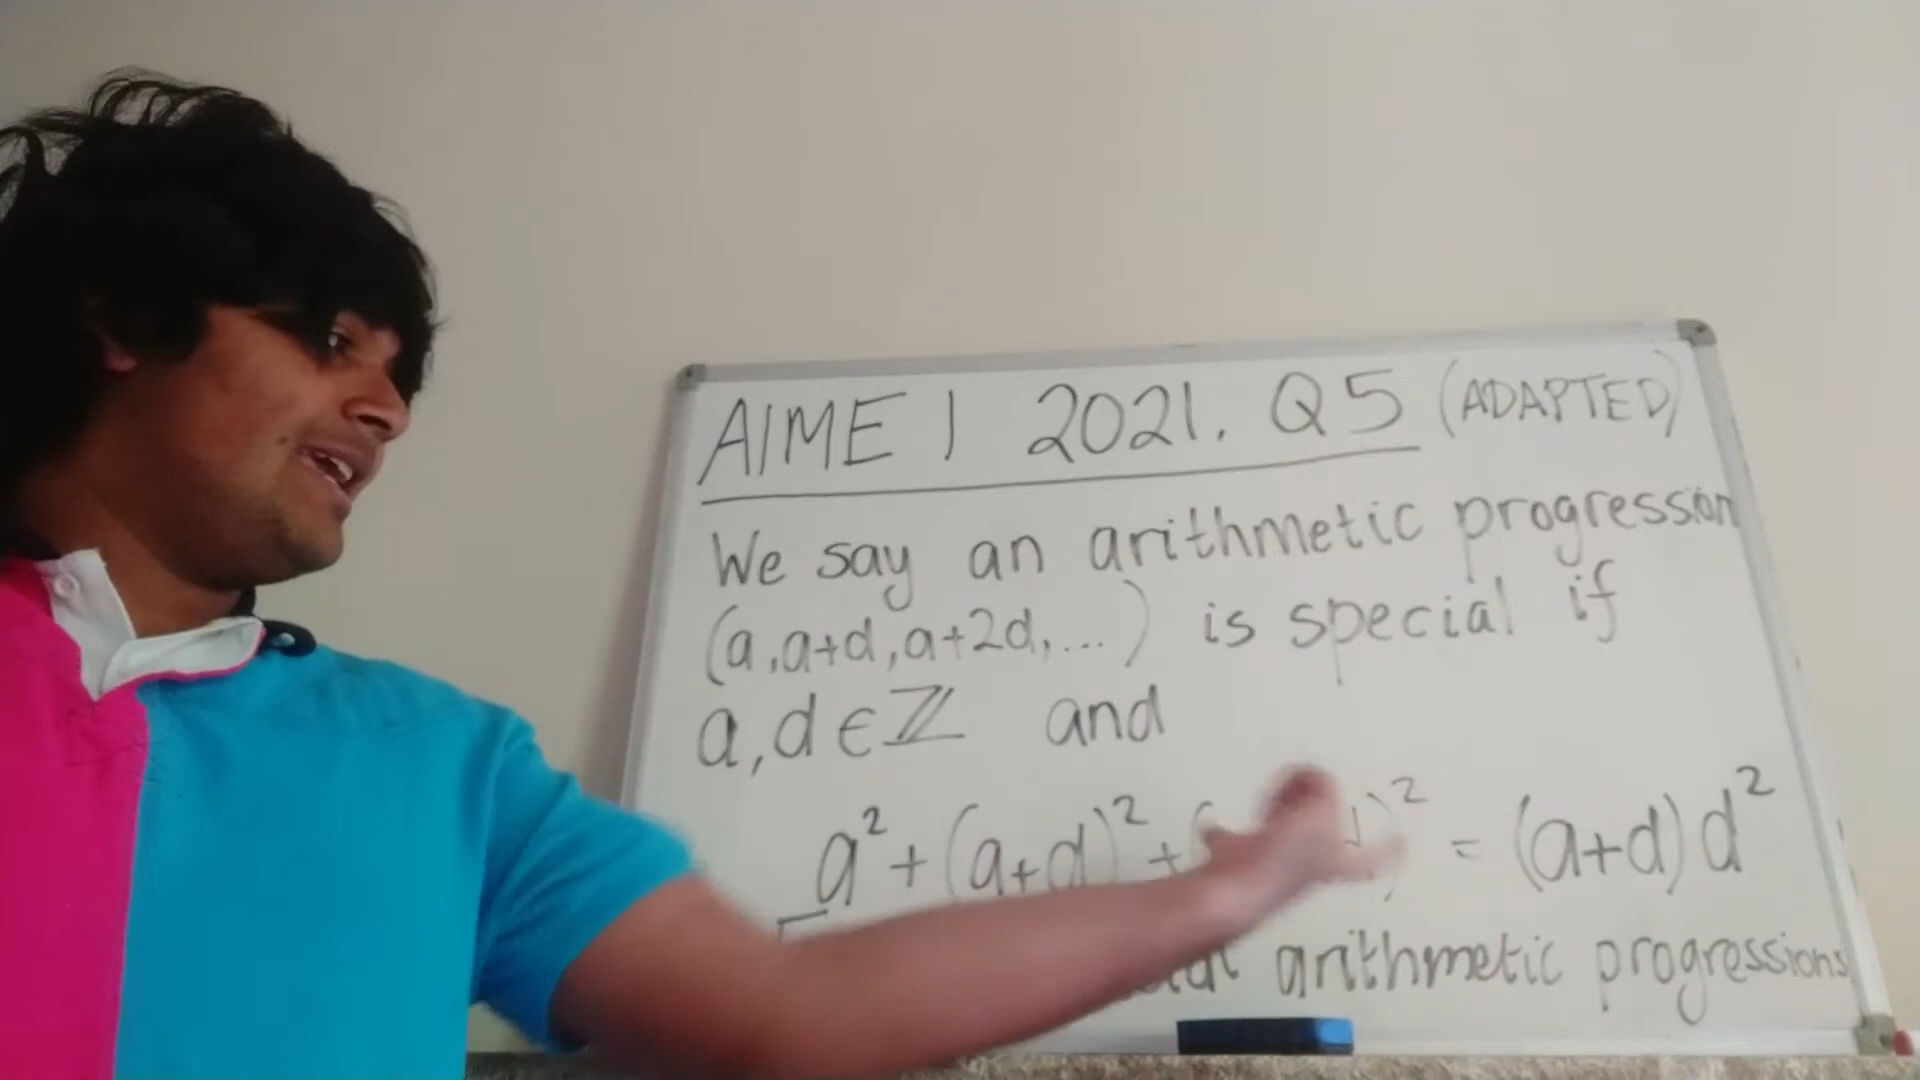 AIME I 2021. Q5 (ADAPTED)
We say an arithmetic progression
(a, a+d, a+2d, ...) is special if
a, d ∈ ℤ and
a² + (a+d)² + ( )² = (a+d)d²
arithmetic progressions